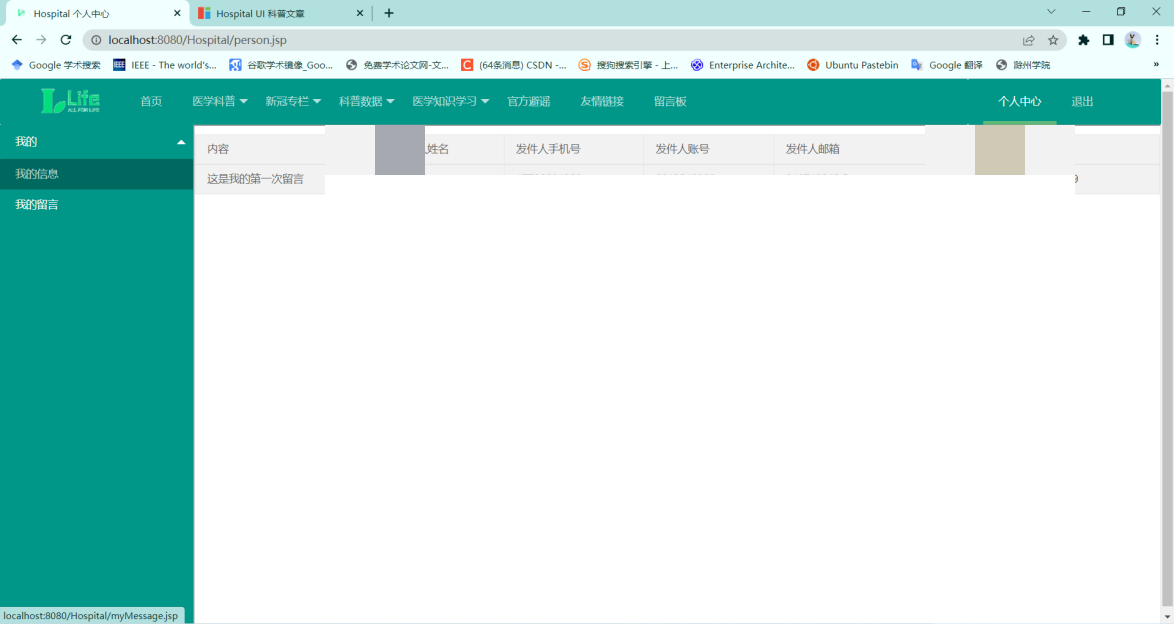 Hospital 个人中心
Hospital UI 科普文章
localhost:8080/Hospital/person.jsp
Google 学术搜索 IEEE - The world's... 谷歌学术镜像_Goo... 免费学术论文网-文... (64条消息) CSDN -... 搜狗搜索引擎 - 上... Enterprise Archite... Ubuntu Pastebin Google 翻译 滁州学院 »
Life
ALL FOR LIFE
首页 医学科普 新冠专栏 科普数据 医学知识学习 官方避谣 友情链接 留言板 个人中心 退出
我的
我的信息
我的留言
内容 姓名 发件人手机号 发件人账号 发件人邮箱
这是我的第一次留言
localhost:8080/Hospital/myMessage.jsp